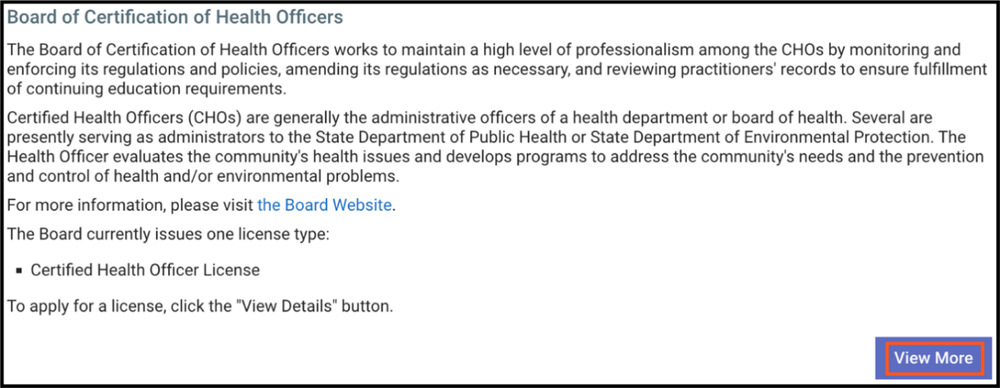 Board of Certification of Health Officers
The Board of Certification of Health Officers works to maintain a high level of professionalism among the CHOs by monitoring and
enforcing its regulations and policies, amending its regulations as necessary, and reviewing practitioners' records to ensure fulfillment
of continuing education requirements.
Certified Health Officers (CHOs) are generally the administrative officers of a health department or board of health. Several are
presently serving as administrators to the State Department of Public Health or State Department of Environmental Protection. The
Health Officer evaluates the community's health issues and develops programs to address the community's needs and the prevention
and control of health and/or environmental problems.
For more information, please visit the Board Website.
The Board currently issues one license type:
▪ Certified Health Officer License
To apply for a license, click the "View Details" button.
View More